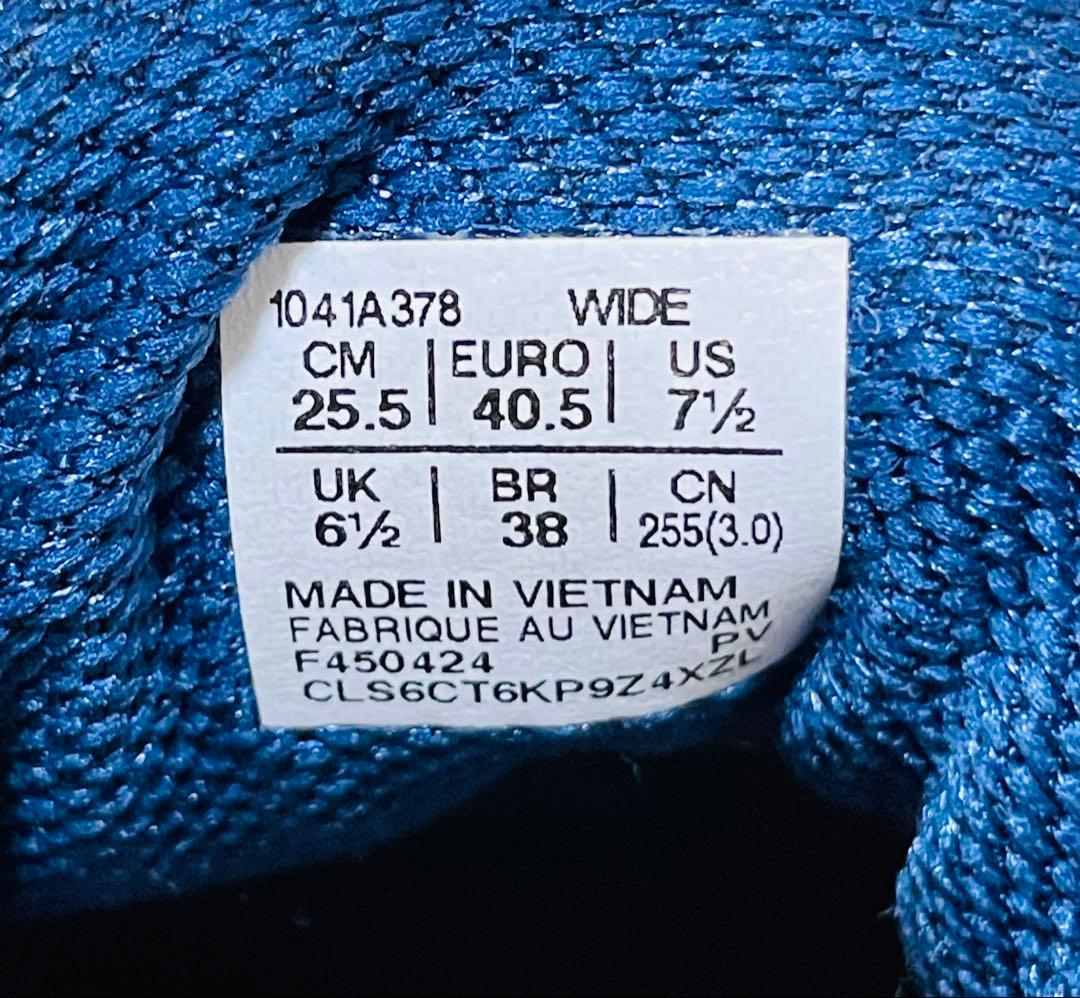 1041A378 WIDE
CM | EURO | US
25.5 | 40.5 | 7½
UK | BR | CN
6½ | 38 | 255(3.0)
MADE IN VIETNAM
FABRIQUE AU VIETNAM
F450424 PV
CLS6CT6KP9Z4XZL